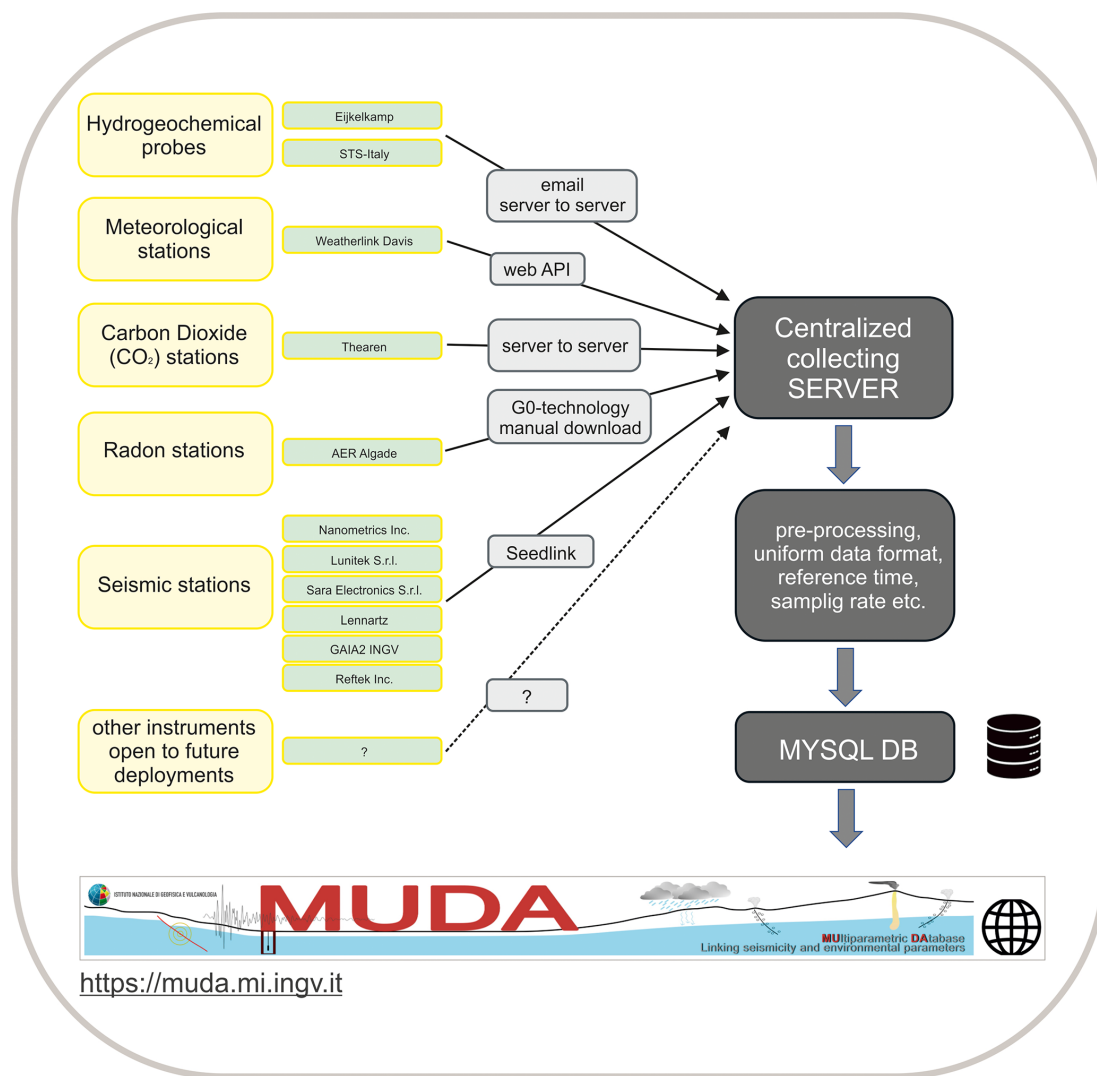 Hydrogeochemical
probes
Eijkelkamp
STS-Italy
email
server to server
Meteorological
stations
Weatherlink Davis
web API
Carbon Dioxide
(CO₂) stations
Thearen
server to server
Centralized
collecting
SERVER
G0-technology
manual download
Radon stations
AER Algade
Seismic stations
Nanometrics Inc.
Lunitek S.r.l.
Sara Electronics S.r.l.
Lennartz
GAIA2 INGV
Reftek Inc.
Seedlink
pre-processing,
uniform data format,
reference time,
samplig rate etc.
?
other instruments
open to future
deployments
?
MYSQL DB
ISTITUTO NAZIONALE DI GEOFISICA E VULCANOLOGIA
MUDA
MUltiparametric DAtabase
Linking seismicity and environmental parameters
https://muda.mi.ingv.it